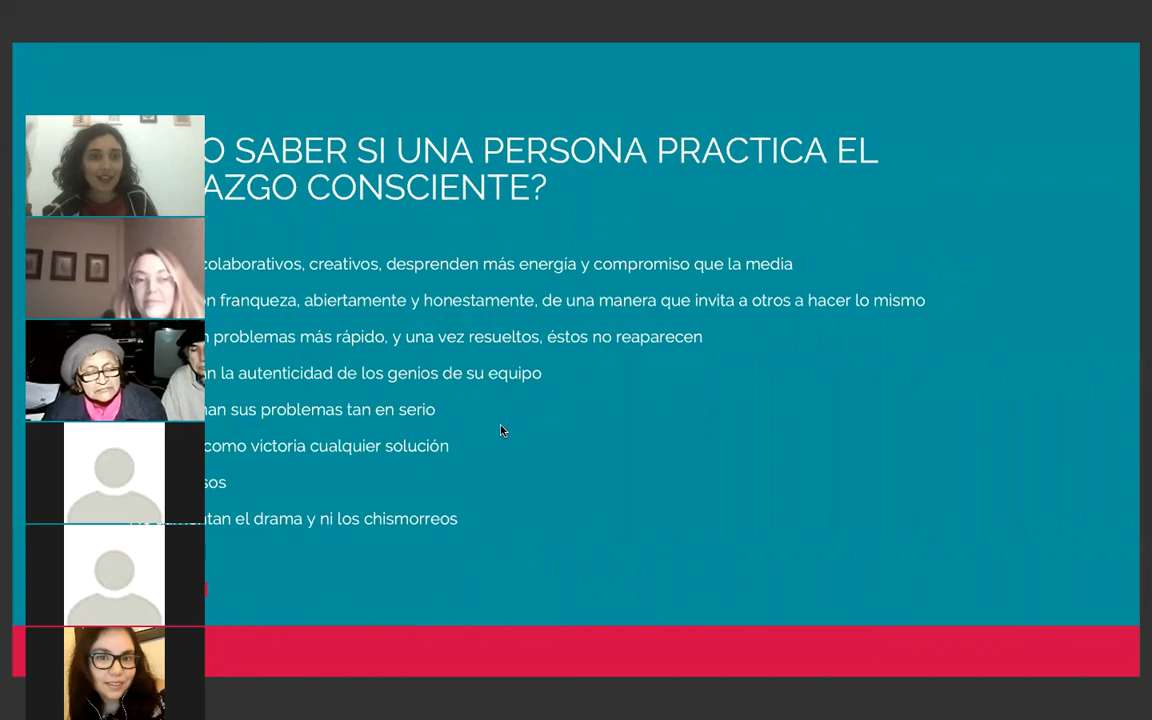 O SABER SI UNA PERSONA PRACTICA EL
AZGO CONSCIENTE?
colaborativos, creativos, desprenden más energía y compromiso que la media
on franqueza, abiertamente y honestamente, de una manera que invita a otros a hacer lo mismo
n problemas más rápido, y una vez resueltos, éstos no reaparecen
an la autenticidad de los genios de su equipo
nan sus problemas tan en serio
como victoria cualquier solución
sos
ntan el drama y ni los chismorreos